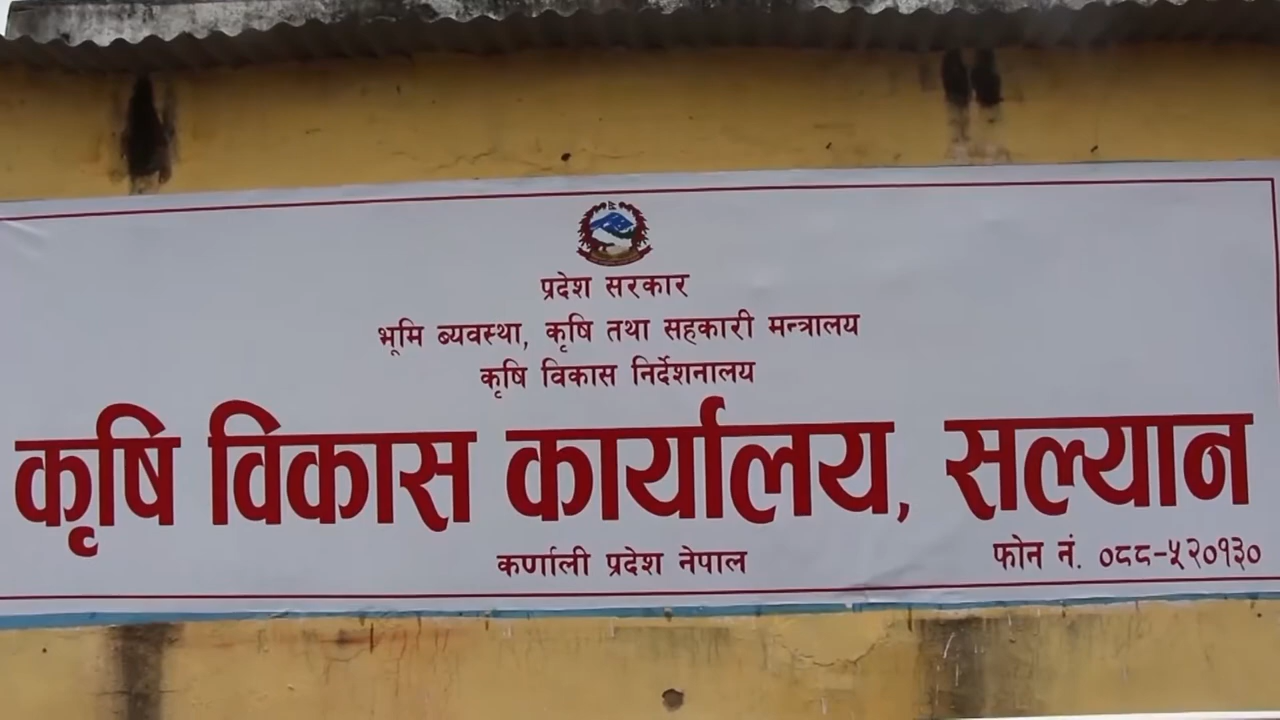 प्रदेश सरकार
भूमि ब्यवस्था, कृषि तथा सहकारी मन्त्रालय
कृषि विकास निर्देशनालय
कृषि विकास कार्यालय, सल्यान
कर्णाली प्रदेश नेपाल
फोन नं. ०८८-५२०१३०